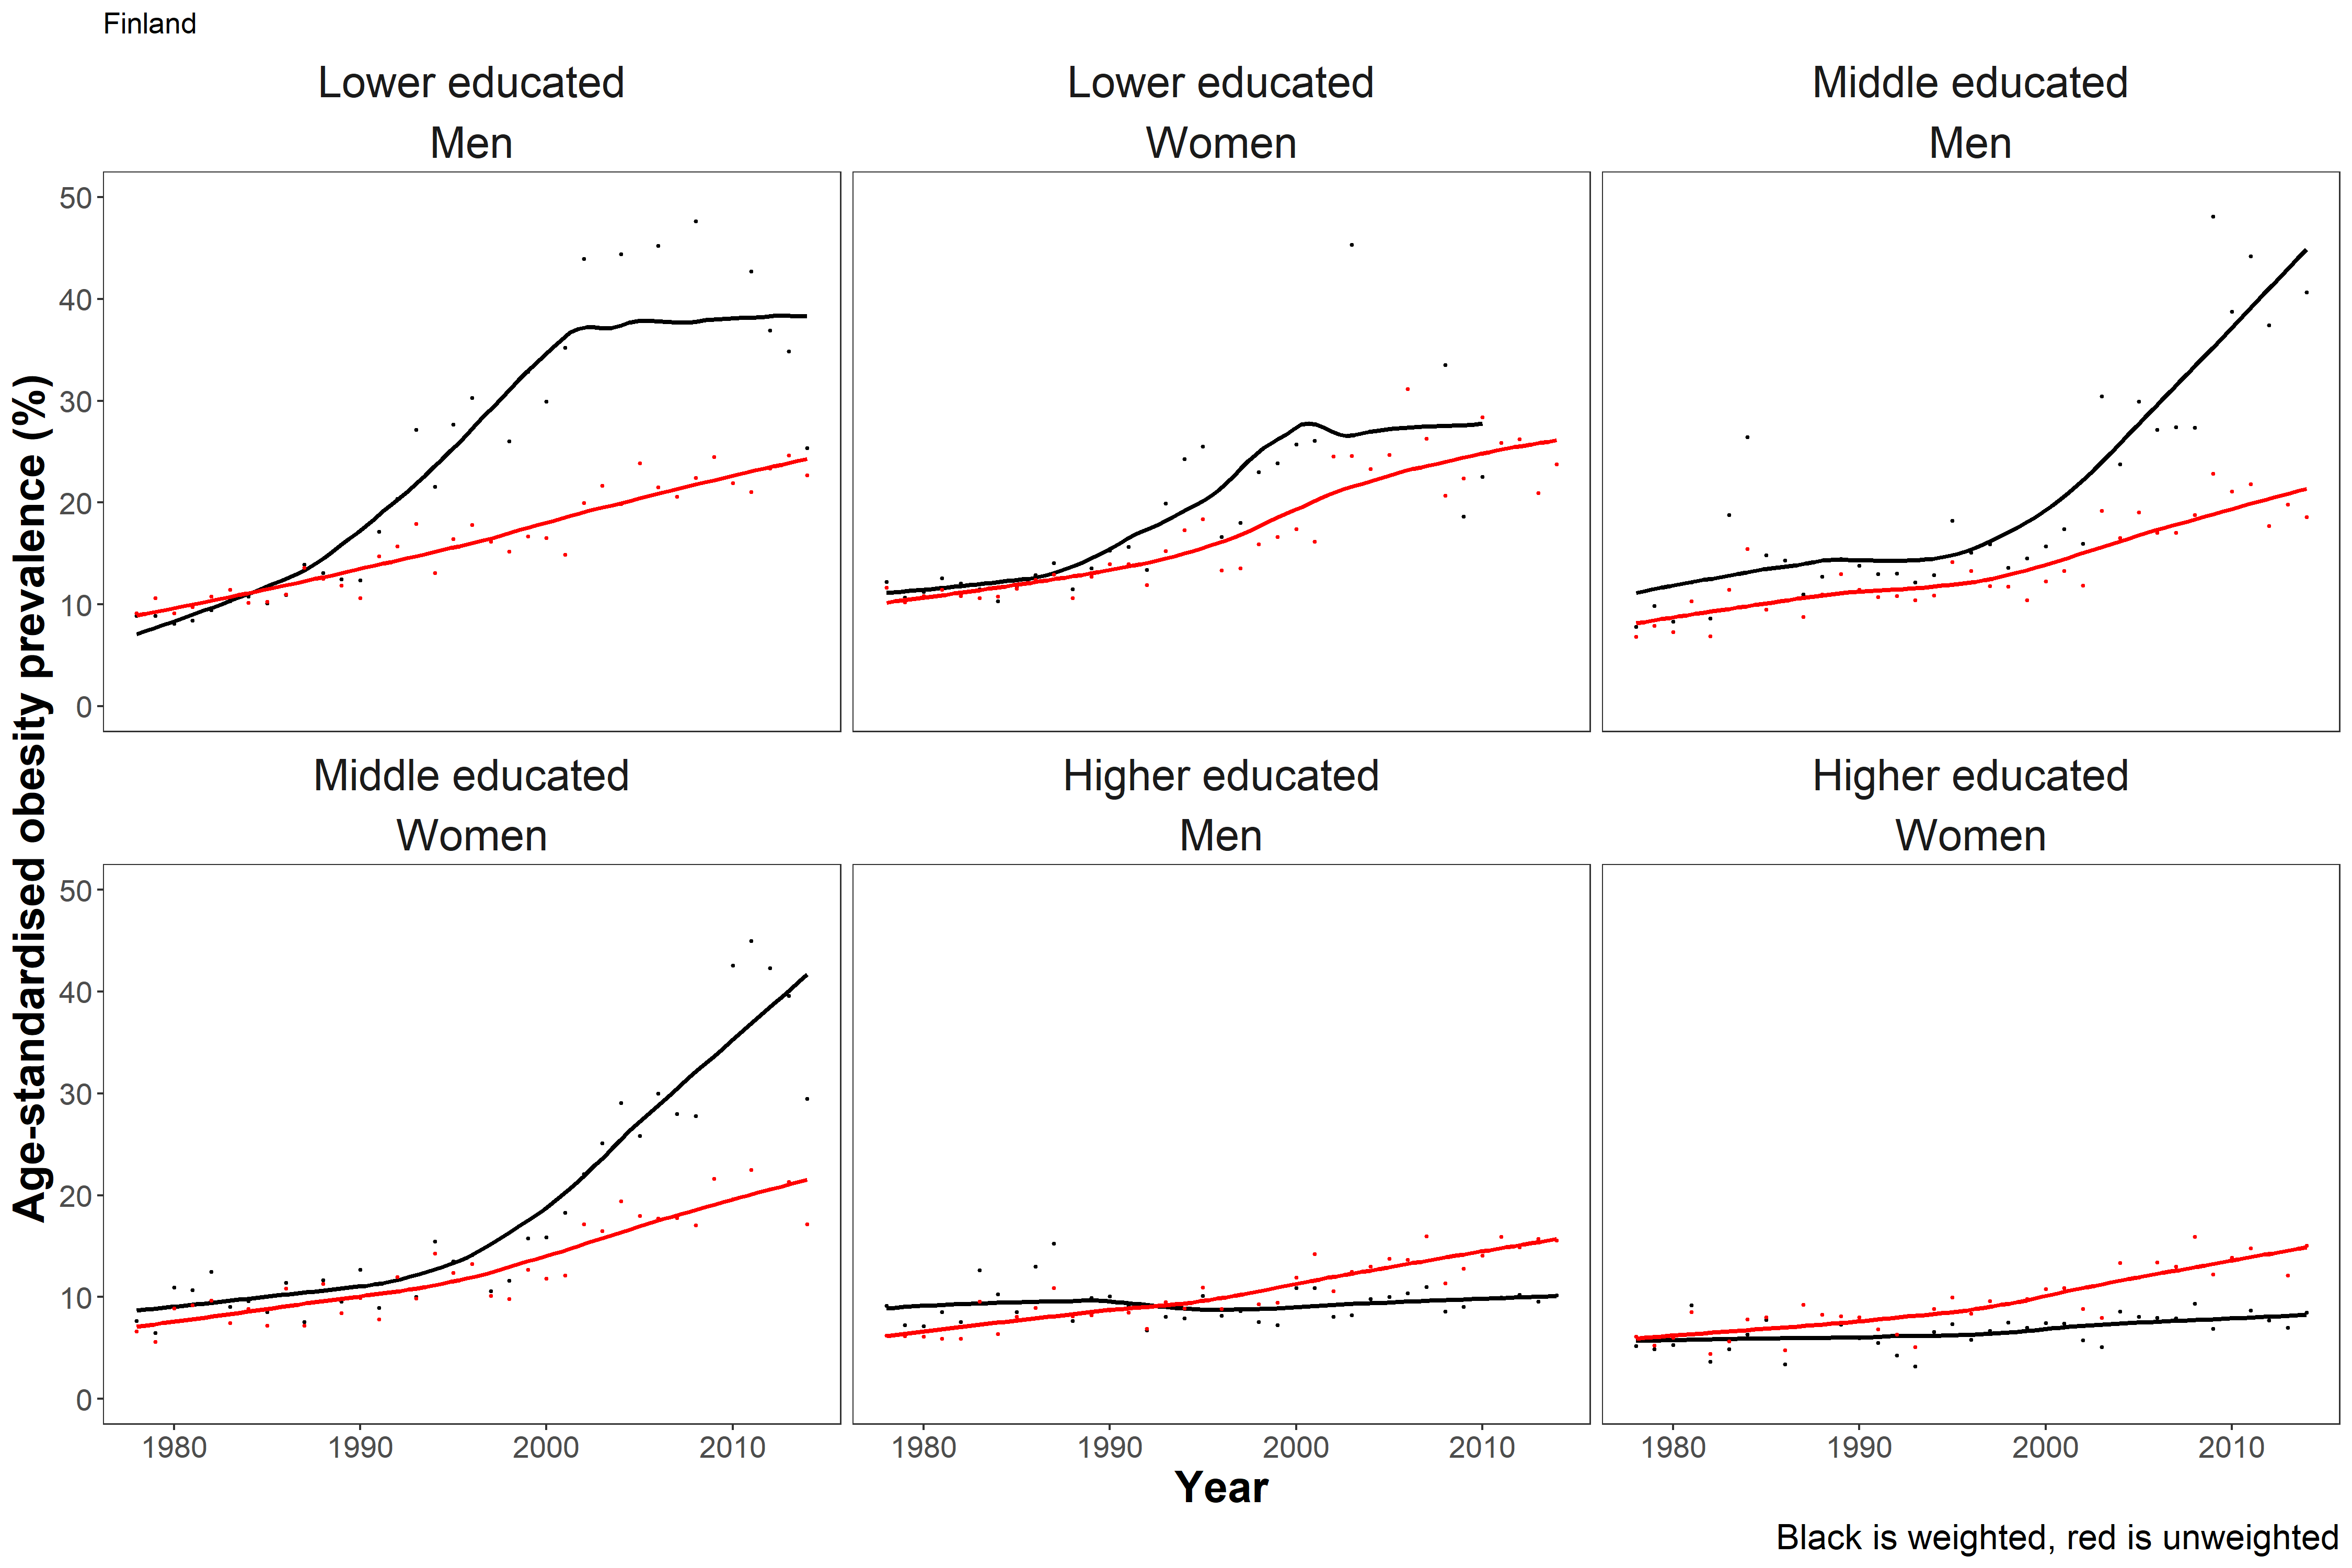 Finland
Lower educated
Men
Lower educated
Women
Middle educated
Men
50
40
30
20
10
0
Age-standardised obesity prevalence (%)
Middle educated
Women
Higher educated
Men
Higher educated
Women
50
40
30
20
10
0
1980 1990 2000 2010
1980 1990 2000 2010
1980 1990 2000 2010
Year
Black is weighted, red is unweighted